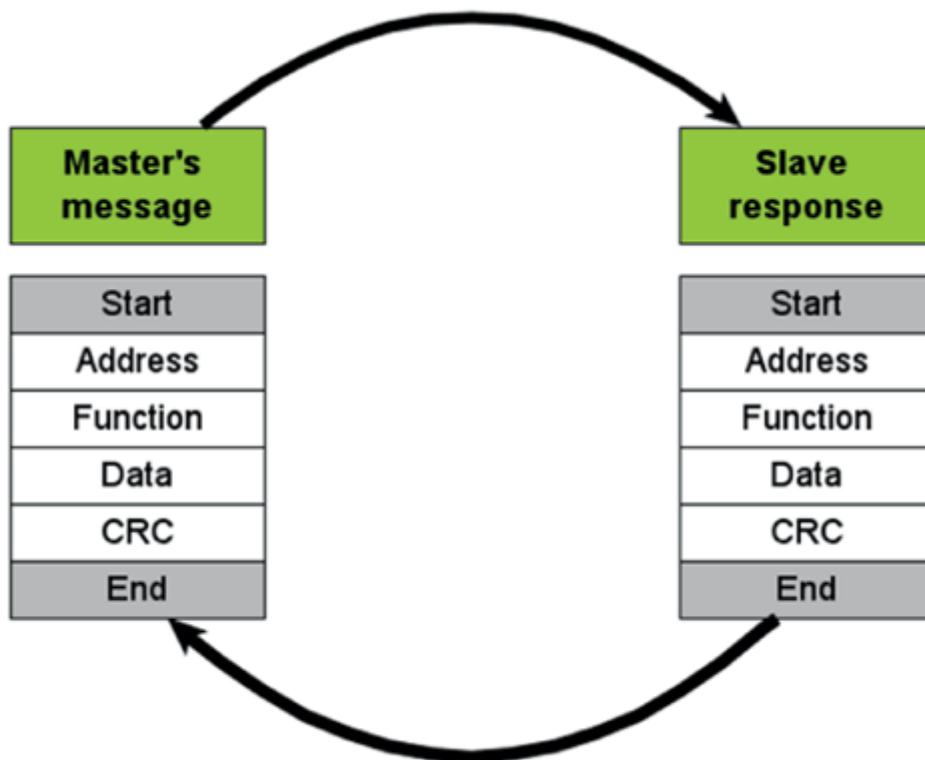 Master's
message
Start
Address
Function
Data
CRC
End
Slave
response
Start
Address
Function
Data
CRC
End